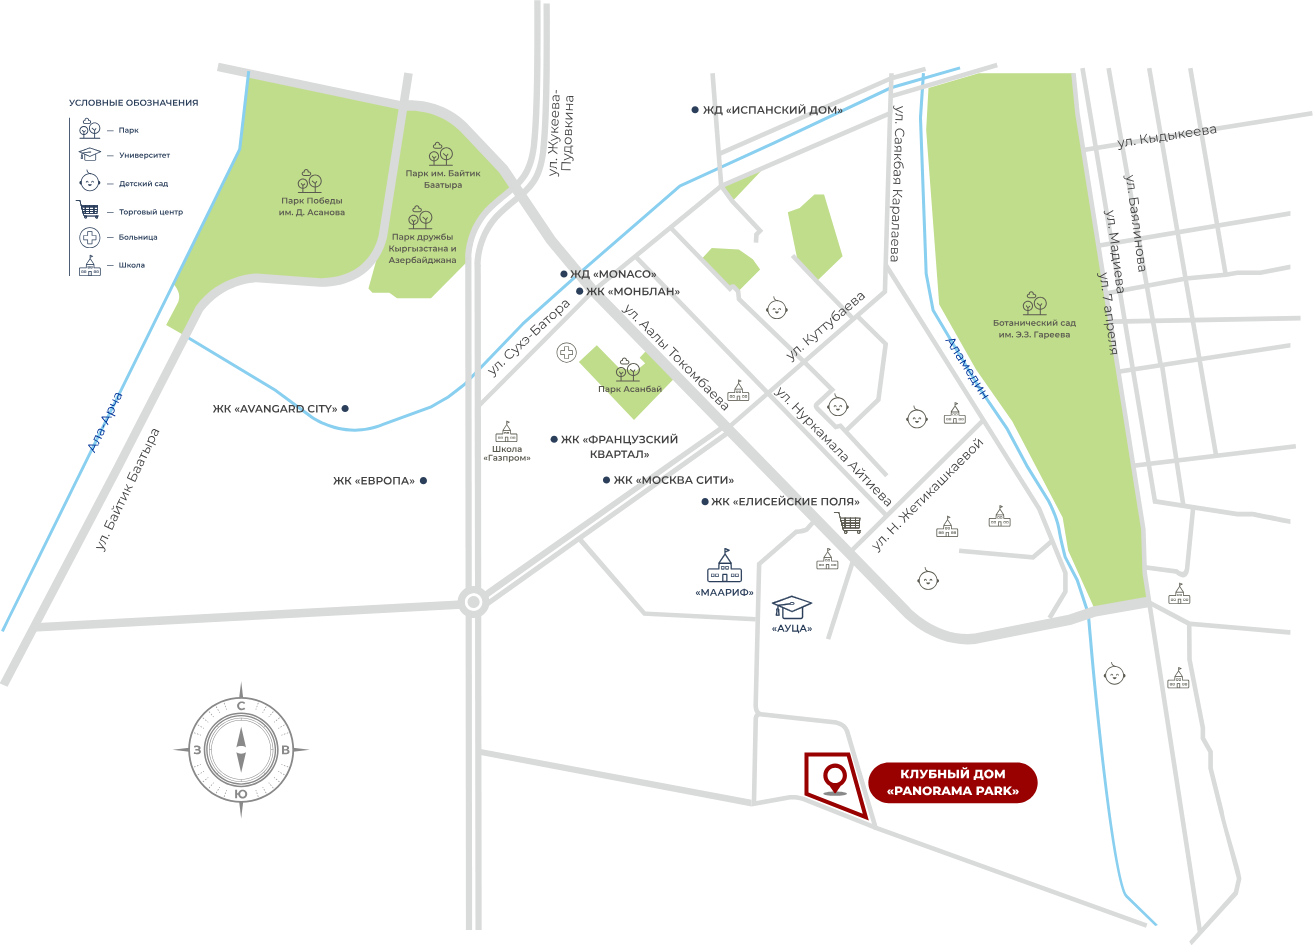 УСЛОВНЫЕ ОБОЗНАЧЕНИЯ
— Парк
— Университет
— Детский сад
— Торговый центр
— Больница
— Школа
Парк Победы
им. Д. Асанова
Парк им. Байтик
Баатыра
Парк дружбы
Кыргызстана и
Азербайджана
ул. Жукеева-
Пудовкина
ЖД «ИСПАНСКИЙ ДОМ»
ул. Саякбая Каралаева
ул. Кыдыкеева
ул. Баялинова
ул. Мадиева
ул. 7 апреля
Ботанический сад
им. Э.З. Гареева
Аламедин
ЖД «MONACO»
ЖК «МОНБЛАН»
ул. Сухэ-Батора
ул. Аалы Токомбаева
ул. Куттубаева
Парк Асанбай
ул. Нуркамала Айтиева
ул. Н. Жетикашкаевой
Ала-Арча
ул. Байтик Баатыра
ЖК «AVANGARD CITY»
ЖК «ЕВРОПА»
Школа
«Газпром»
ЖК «ФРАНЦУЗСКИЙ
КВАРТАЛ»
ЖК «МОСКВА СИТИ»
ЖК «ЕЛИСЕЙСКИЕ ПОЛЯ»
«МААРИФ»
«АУЦА»
С
З
В
Ю
КЛУБНЫЙ ДОМ
«PANORAMA PARK»